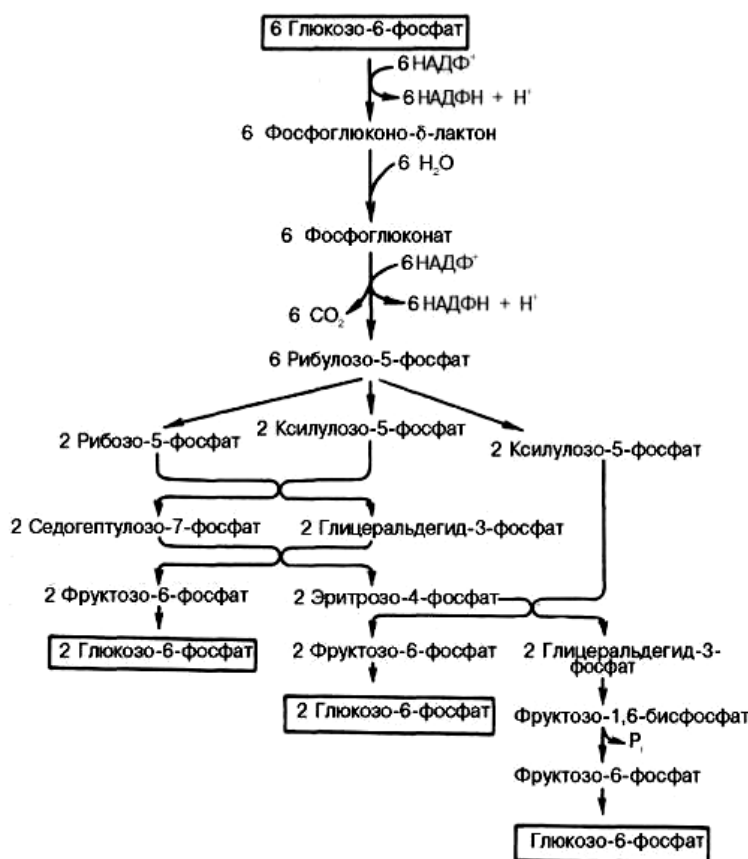 6 Глюкозо-6-фосфат
6 НАДФ⁺
6 НАДФН + Н⁺
6 Фосфоглюконо-δ-лактон
6 H₂O
6 Фосфоглюконат
6 НАДФ⁺
6 НАДФН + Н⁺
6 CO₂
6 Рибулозо-5-фосфат
2 Рибозо-5-фосфат
2 Ксилулозо-5-фосфат
2 Ксилулозо-5-фосфат
2 Седогептулозо-7-фосфат
2 Глицеральдегид-3-фосфат
2 Фруктозо-6-фосфат
2 Эритрозо-4-фосфат
2 Глюкозо-6-фосфат
2 Фруктозо-6-фосфат
2 Глицеральдегид-3-
фосфат
2 Глюкозо-6-фосфат
Фруктозо-1,6-бисфосфат
Pᵢ
Фруктозо-6-фосфат
Глюкозо-6-фосфат